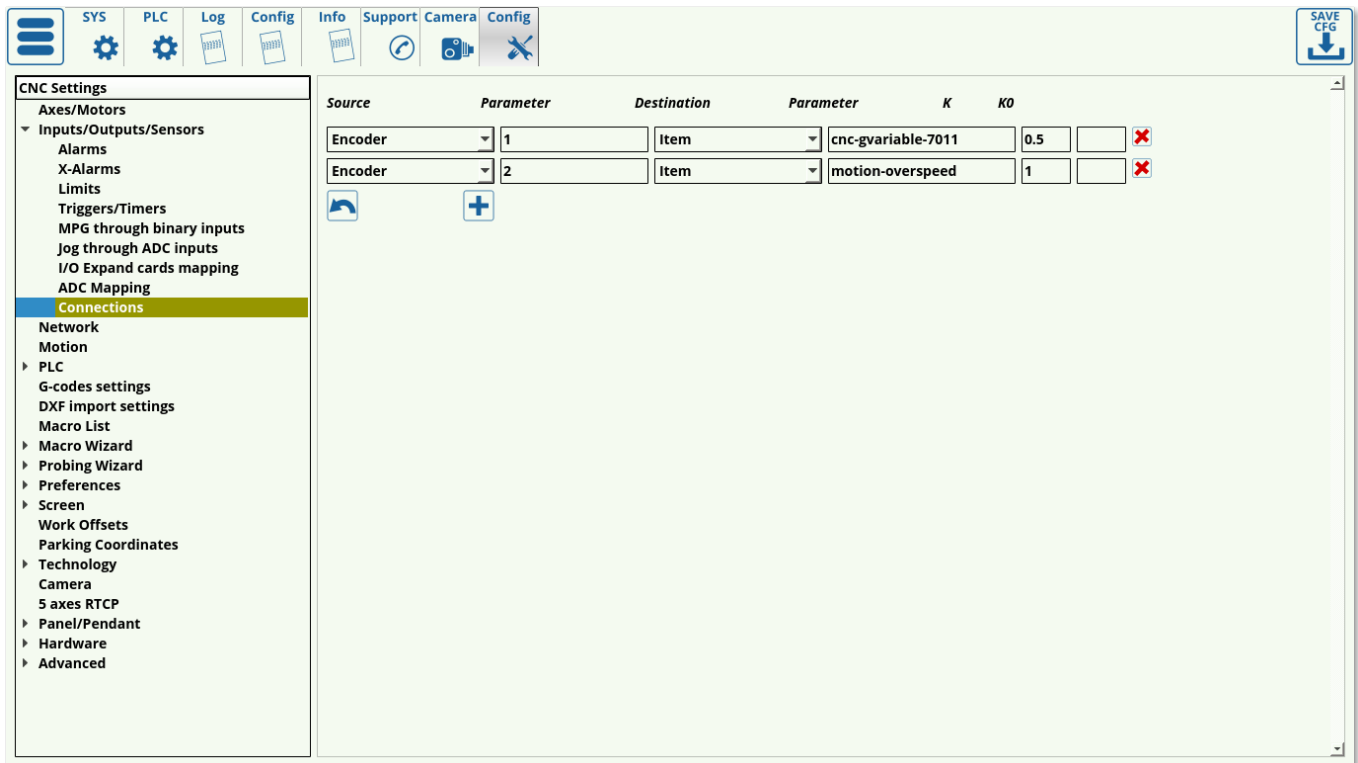 SYS PLC Log Config Info Support Camera Config SAVE CFG
CNC Settings
Axes/Motors
Inputs/Outputs/Sensors
Alarms
X-Alarms
Limits
Triggers/Timers
MPG through binary inputs
Jog through ADC inputs
I/O Expand cards mapping
ADC Mapping
Connections
Network
Motion
PLC
G-codes settings
DXF import settings
Macro List
Macro Wizard
Probing Wizard
Preferences
Screen
Work Offsets
Parking Coordinates
Technology
Camera
5 axes RTCP
Panel/Pendant
Hardware
Advanced
Source Parameter Destination Parameter K K0
Encoder 1 Item cnc-gvariable-7011 0.5
Encoder 2 Item motion-overspeed 1